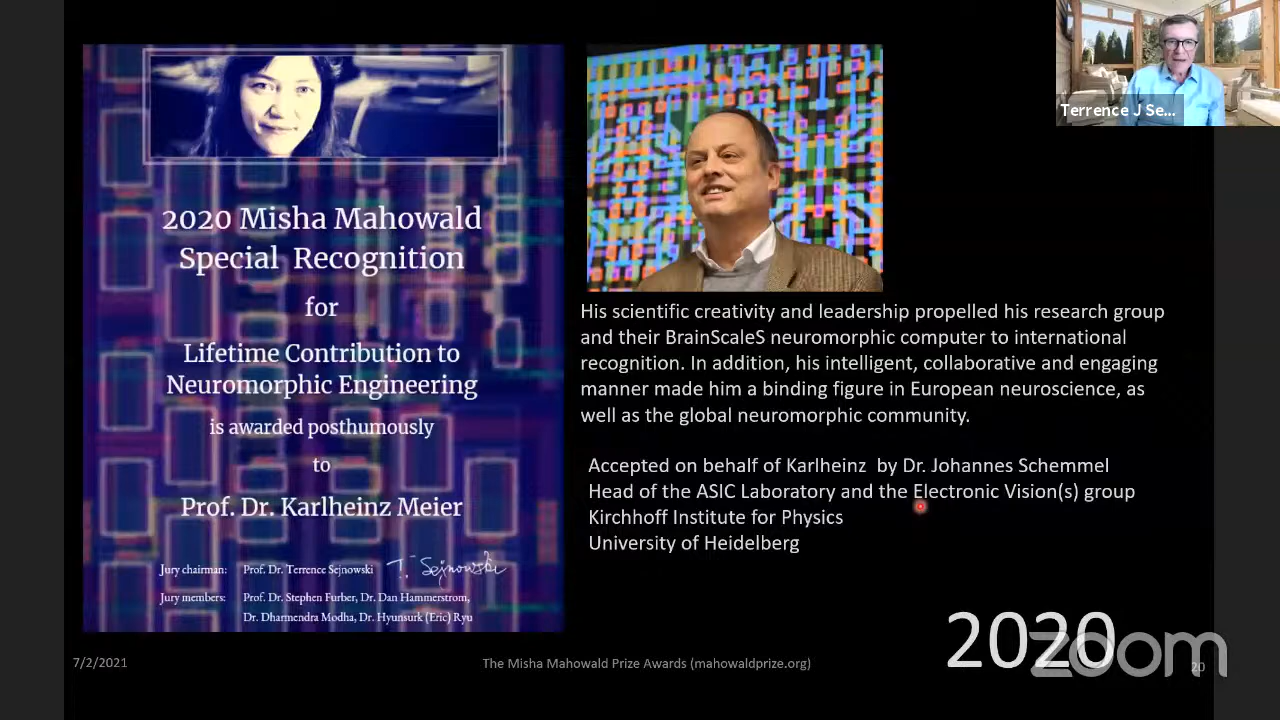 Terrence J Se...
2020 Misha Mahowald
Special Recognition
for
Lifetime Contribution to
Neuromorphic Engineering
is awarded posthumously
to
Prof. Dr. Karlheinz Meier
Jury chairman: Prof. Dr. Terrence Sejnowski T. Sejnowski
Jury members: Prof. Dr. Stephen Furber, Dr. Dan Hammerstrom,
Dr. Dharmendra Modha, Dr. Hyunsurk (Eric) Ryu
His scientific creativity and leadership propelled his research group
and their BrainScaleS neuromorphic computer to international
recognition. In addition, his intelligent, collaborative and engaging
manner made him a binding figure in European neuroscience, as
well as the global neuromorphic community.
Accepted on behalf of Karlheinz by Dr. Johannes Schemmel
Head of the ASIC Laboratory and the Electronic Vision(s) group
Kirchhoff Institute for Physics
University of Heidelberg
2020
zoom
7/2/2021
The Misha Mahowald Prize Awards (mahowaldprize.org)
20